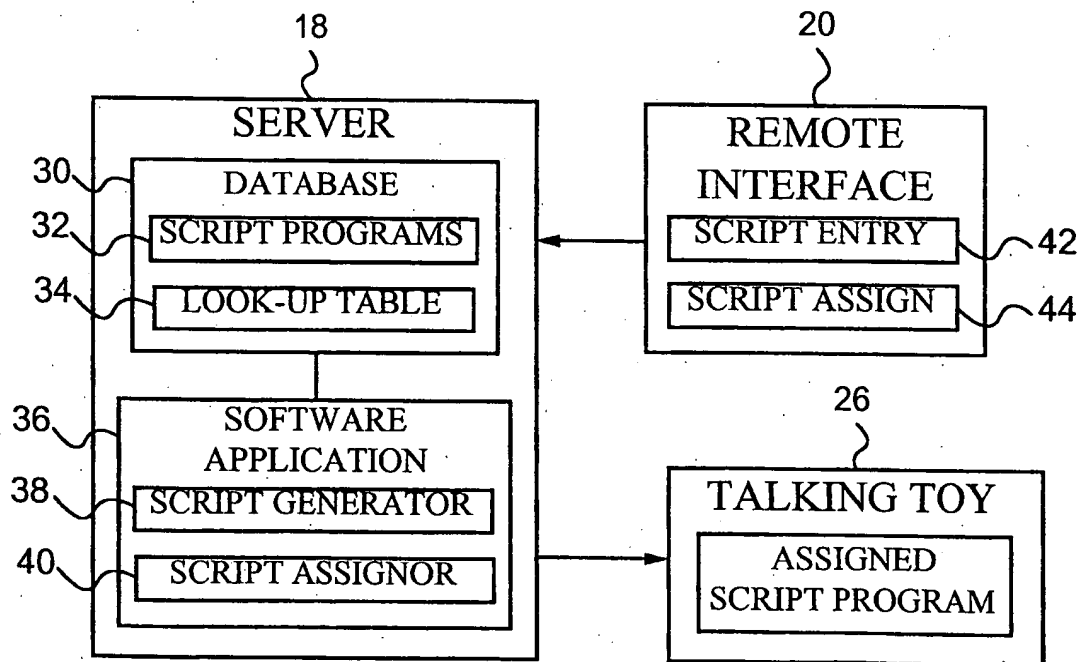 18
SERVER
30
DATABASE
32
SCRIPT PROGRAMS
34
LOOK-UP TABLE
36
SOFTWARE
APPLICATION
38
SCRIPT GENERATOR
40
SCRIPT ASSIGNOR
20
REMOTE
INTERFACE
SCRIPT ENTRY
42
SCRIPT ASSIGN
44
26
TALKING TOY
ASSIGNED
SCRIPT PROGRAM